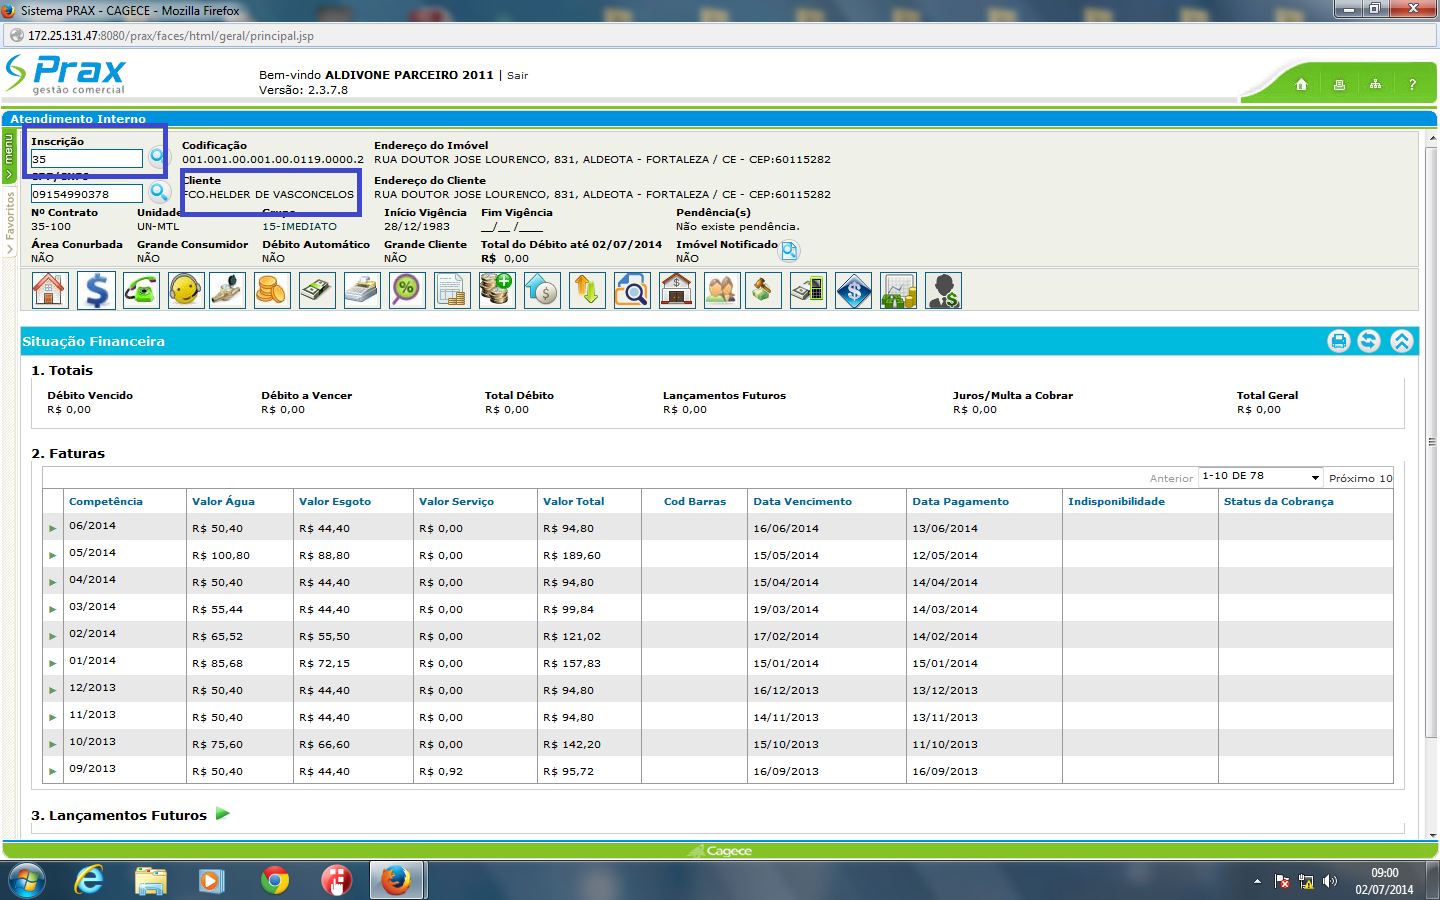 Sistema PRAX - CAGECE - Mozilla Firefox
172.25.131.47:8080/prax/faces/html/geral/principal.jsp
Prax
gestão comercial
Bem-vindo ALDIVONE PARCEIRO 2011 | Sair
Versão: 2.3.7.8
?
Atendimento Interno
menu
Favoritos
Inscrição
35
Codificação
001.001.00.001.00.0119.0000.2
Endereço do Imóvel
RUA DOUTOR JOSE LOURENCO, 831, ALDEOTA - FORTALEZA / CE - CEP:60115282
CPF/CNPJ
09154990378
Cliente
FCO.HELDER DE VASCONCELOS
Endereço do Cliente
RUA DOUTOR JOSE LOURENCO, 831, ALDEOTA - FORTALEZA / CE - CEP:60115282
Nº Contrato Unidade Grupo Início Vigência Fim Vigência Pendência(s)
35-100 UN-MTL 15-IMEDIATO 28/12/1983 __/__ /____ Não existe pendência.
Área Conurbada Grande Consumidor Débito Automático Grande Cliente Total do Débito até 02/07/2014 Imóvel Notificado
NÃO NÃO NÃO NÃO R$ 0,00 NÃO
Situação Financeira
1. Totais
Débito Vencido Débito a Vencer Total Débito Lançamentos Futuros Juros/Multa a Cobrar Total Geral
R$ 0,00 R$ 0,00 R$ 0,00 R$ 0,00 R$ 0,00 R$ 0,00
2. Faturas
Anterior 1-10 DE 78 Próximo 10
Competência Valor Água Valor Esgoto Valor Serviço Valor Total Cod Barras Data Vencimento Data Pagamento Indisponibilidade Status da Cobrança
06/2014 R$ 50,40 R$ 44,40 R$ 0,00 R$ 94,80 16/06/2014 13/06/2014
05/2014 R$ 100,80 R$ 88,80 R$ 0,00 R$ 189,60 15/05/2014 12/05/2014
04/2014 R$ 50,40 R$ 44,40 R$ 0,00 R$ 94,80 15/04/2014 14/04/2014
03/2014 R$ 55,44 R$ 44,40 R$ 0,00 R$ 99,84 19/03/2014 14/03/2014
02/2014 R$ 65,52 R$ 55,50 R$ 0,00 R$ 121,02 17/02/2014 14/02/2014
01/2014 R$ 85,68 R$ 72,15 R$ 0,00 R$ 157,83 15/01/2014 15/01/2014
12/2013 R$ 50,40 R$ 44,40 R$ 0,00 R$ 94,80 16/12/2013 13/12/2013
11/2013 R$ 50,40 R$ 44,40 R$ 0,00 R$ 94,80 14/11/2013 13/11/2013
10/2013 R$ 75,60 R$ 66,60 R$ 0,00 R$ 142,20 15/10/2013 11/10/2013
09/2013 R$ 50,40 R$ 44,40 R$ 0,92 R$ 95,72 16/09/2013 16/09/2013
3. Lançamentos Futuros
Cagece
09:00
02/07/2014